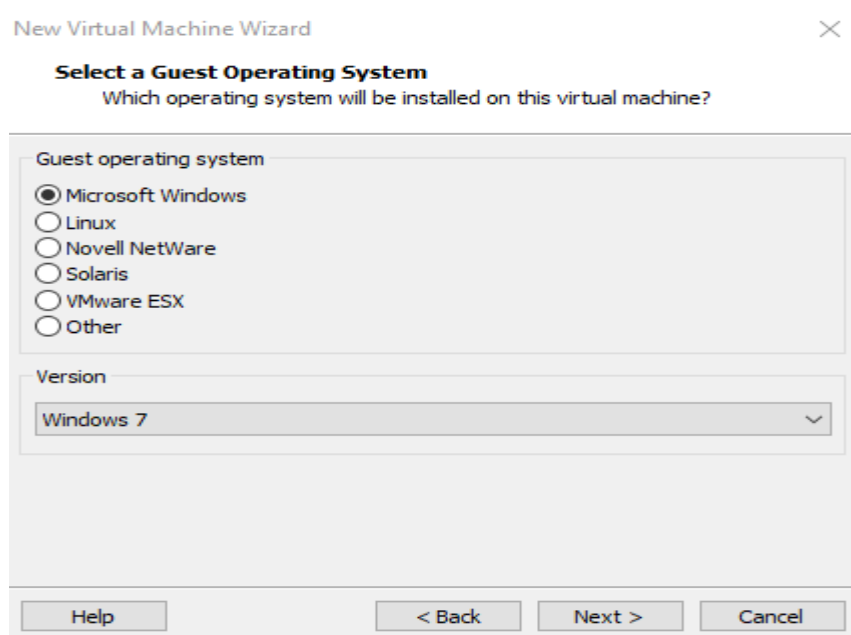 New Virtual Machine Wizard
Select a Guest Operating System
Which operating system will be installed on this virtual machine?
Guest operating system
Microsoft Windows
Linux
Novell NetWare
Solaris
VMware ESX
Other
Version
Windows 7
Help
< Back
Next >
Cancel